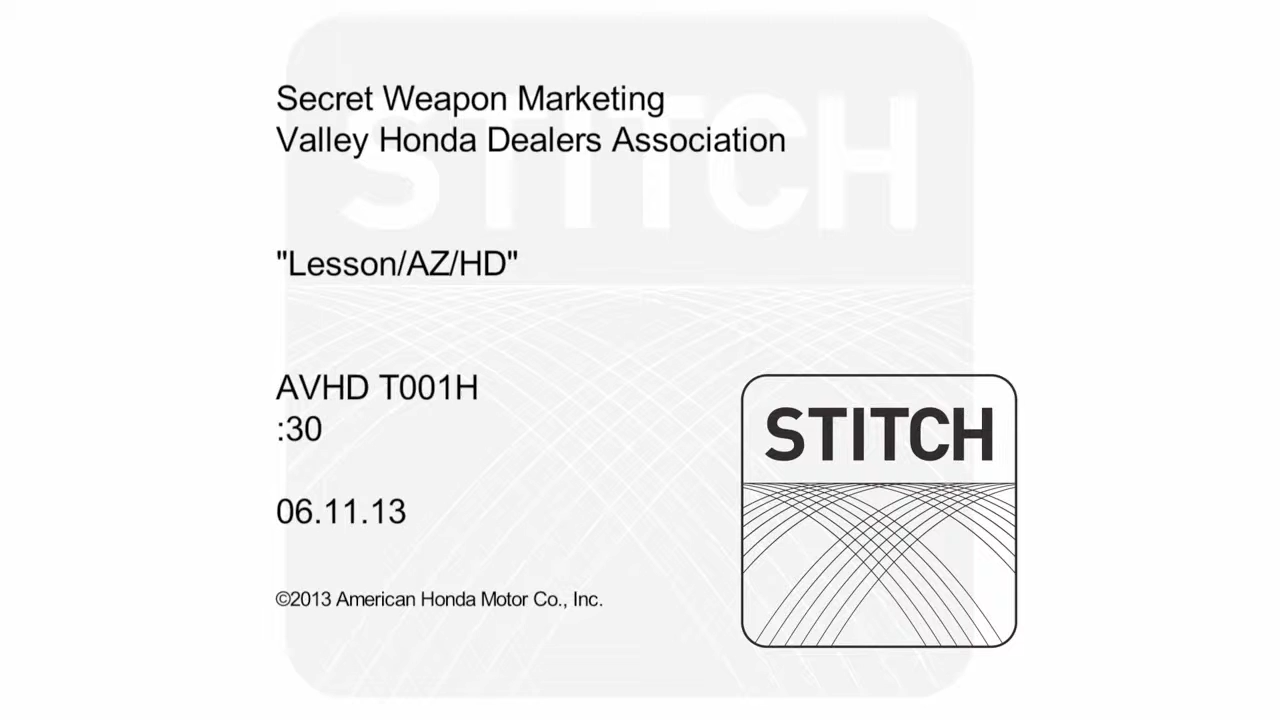 Secret Weapon Marketing
Valley Honda Dealers Association
"Lesson/AZ/HD"
AVHD T001H
:30
06.11.13
©2013 American Honda Motor Co., Inc.
STITCH
STITCH